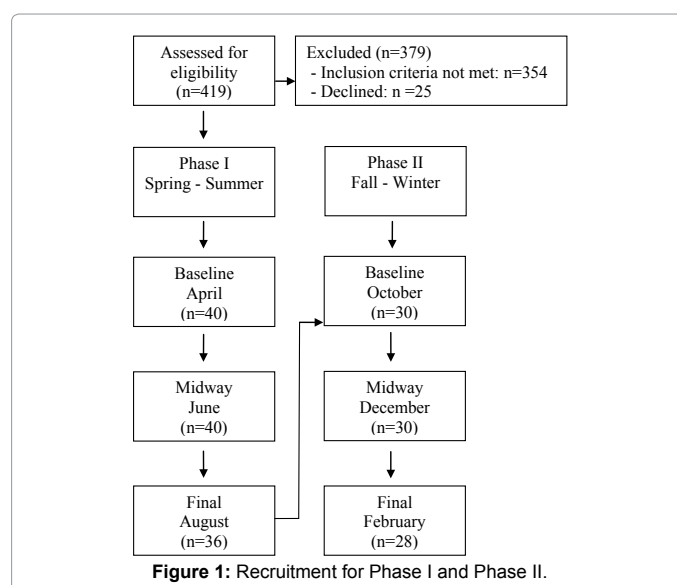 Assessed for
eligibility
(n=419)
Excluded (n=379)
- Inclusion criteria not met: n=354
- Declined: n =25
Phase I
Spring - Summer
Phase II
Fall - Winter
Baseline
April
(n=40)
Baseline
October
(n=30)
Midway
June
(n=40)
Midway
December
(n=30)
Final
August
(n=36)
Final
February
(n=28)
Figure 1: Recruitment for Phase I and Phase II.